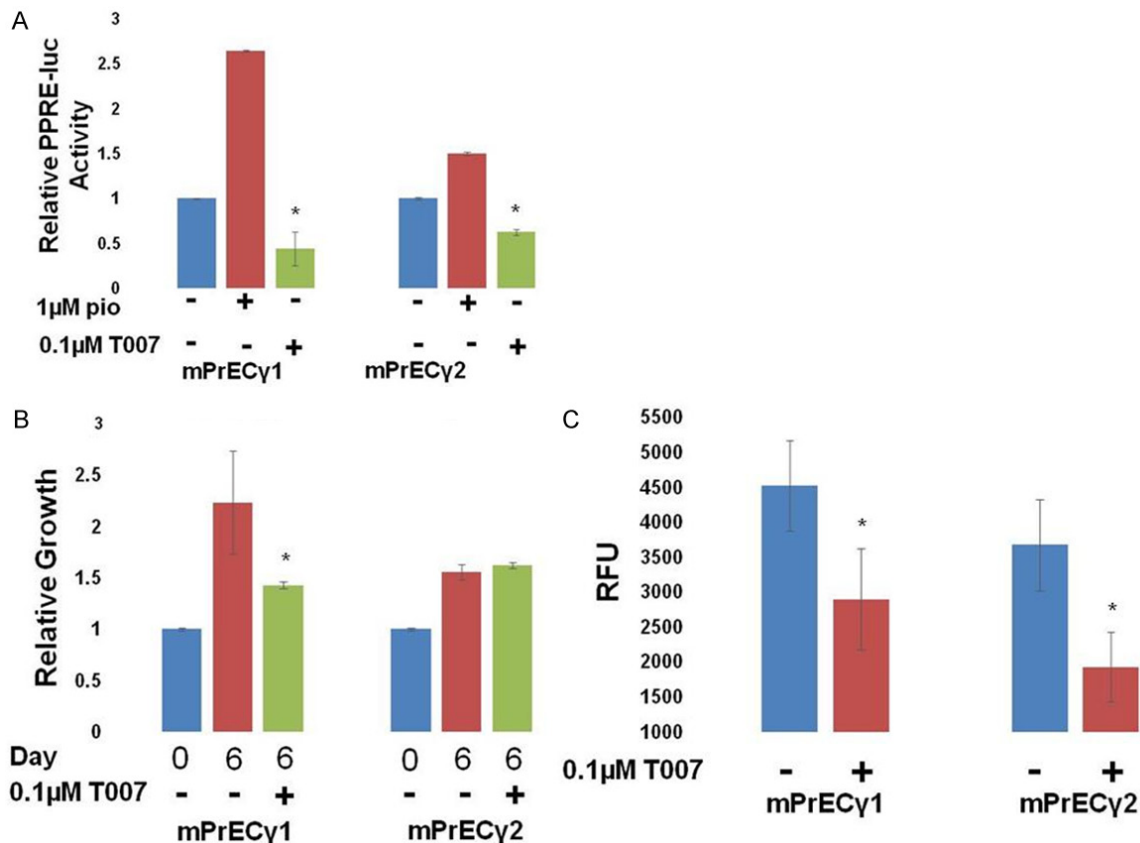 A
3
2.5
2
1.5
1
0.5
0
Relative PPRE-luc
Activity
* *
1µM pio - + - - + -
0.1µM T007 - - + - - +
mPrECγ1 mPrECγ2
B
3
2.5
2
1.5
1
0.5
0
Relative Growth
*
Day 0 6 6 0 6 6
0.1µM T007 - - + - - +
mPrECγ1 mPrECγ2
C
5500
5000
4500
4000
3500
3000
2500
2000
1500
1000
RFU
* *
0.1µM T007 - + - +
mPrECγ1 mPrECγ2